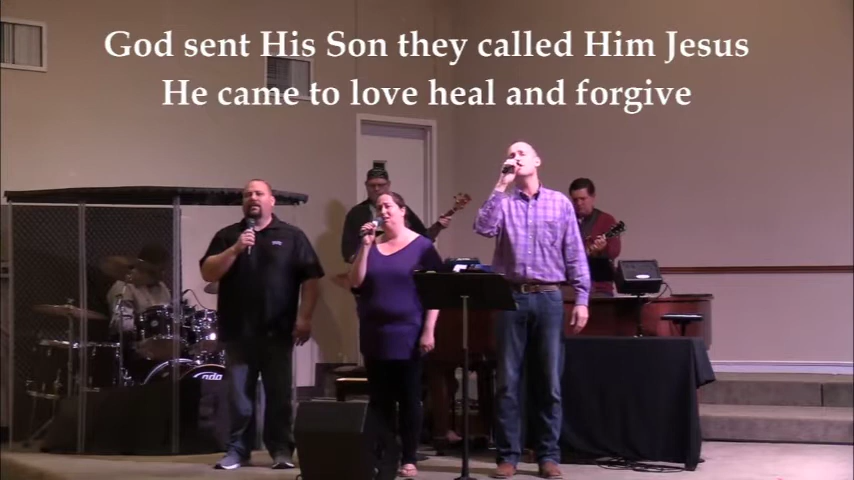 God sent His Son they called Him Jesus
He came to love heal and forgive